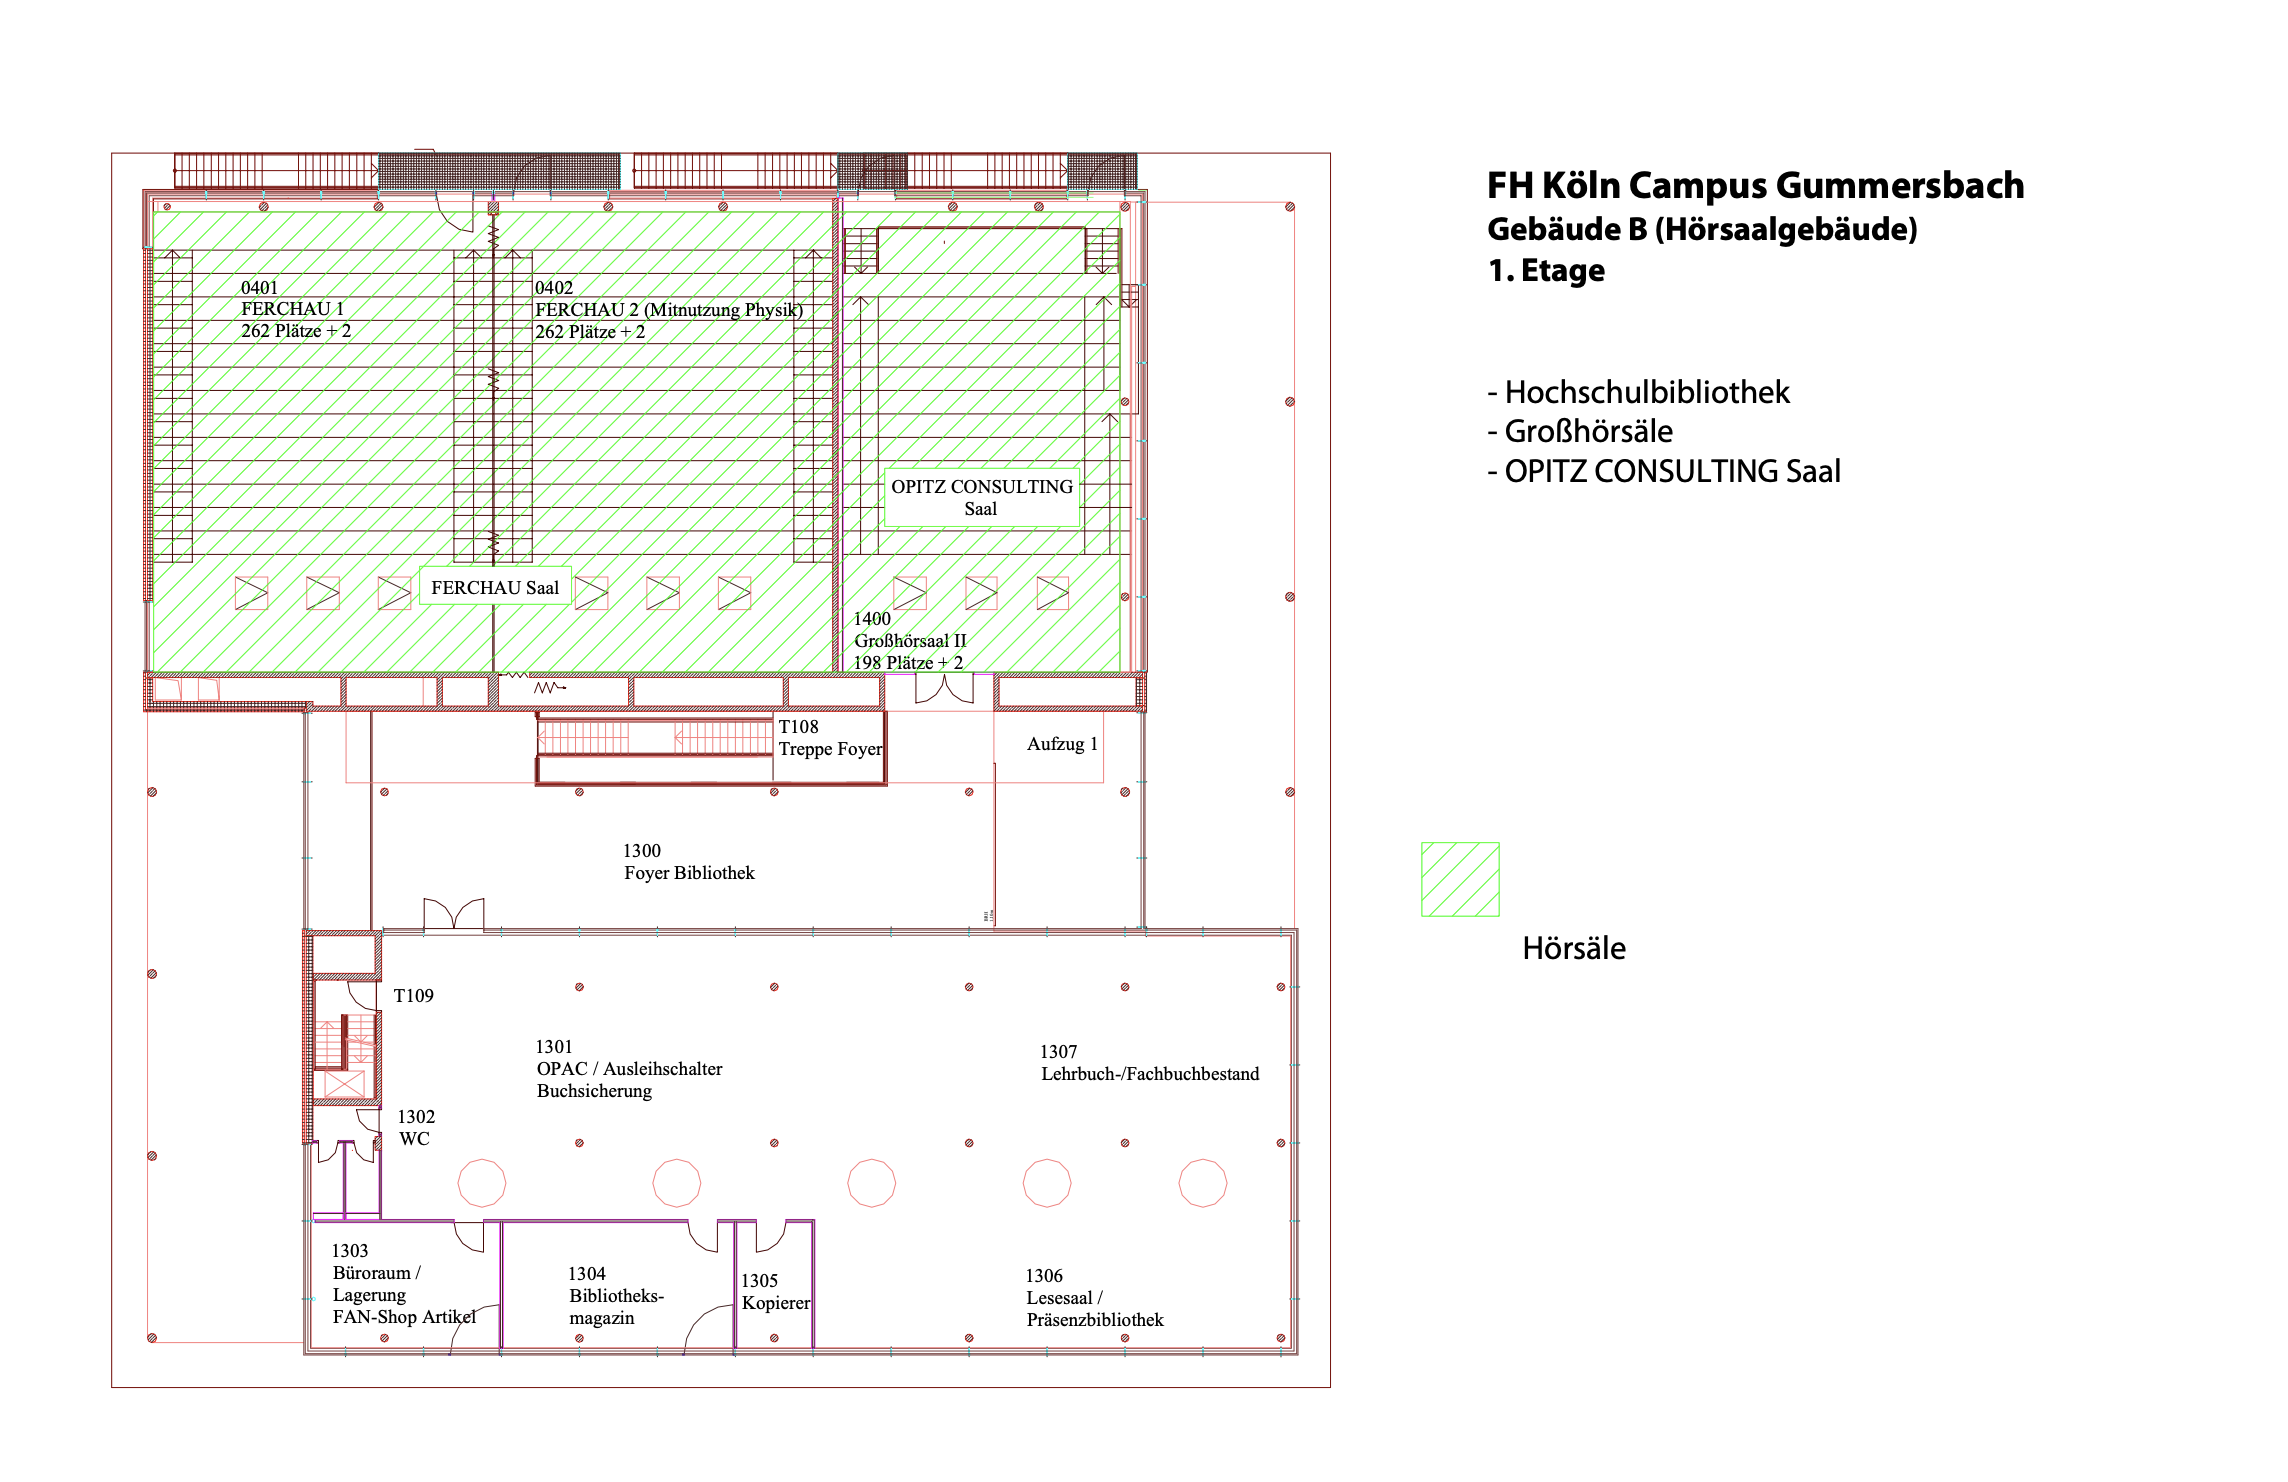 FH Köln Campus Gummersbach
Gebäude B (Hörsaalgebäude)
1. Etage
- Hochschulbibliothek
- Großhörsäle
- OPITZ CONSULTING Saal
Hörsäle
0401
FERCHAU 1
262 Plätze + 2
0402
FERCHAU 2 (Mitnutzung Physik)
262 Plätze + 2
OPITZ CONSULTING
Saal
FERCHAU Saal
1400
Großhörsaal II
198 Plätze + 2
T108
Treppe Foyer
Aufzug 1
1300
Foyer Bibliothek
T109
1301
OPAC / Ausleihschalter
Buchsicherung
1307
Lehrbuch-/Fachbuchbestand
1302
WC
1303
Büroraum /
Lagerung
FAN-Shop Artikel
1304
Bibliotheks-
magazin
1305
Kopierer
1306
Lesesaal /
Präsenzbibliothek